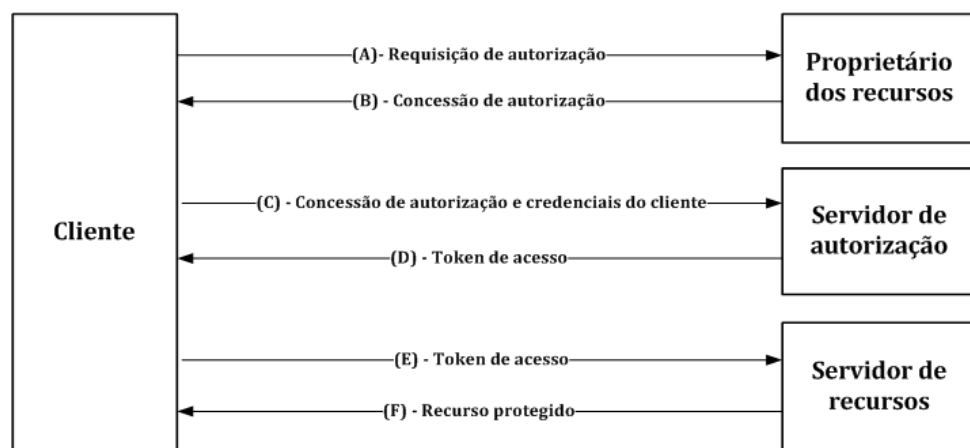 (A)- Requisição de autorização
Proprietário
dos recursos
(B) - Concessão de autorização
Cliente
(C) - Concessão de autorização e credenciais do cliente
Servidor de
autorização
(D) - Token de acesso
(E) - Token de acesso
Servidor de
recursos
(F) - Recurso protegido